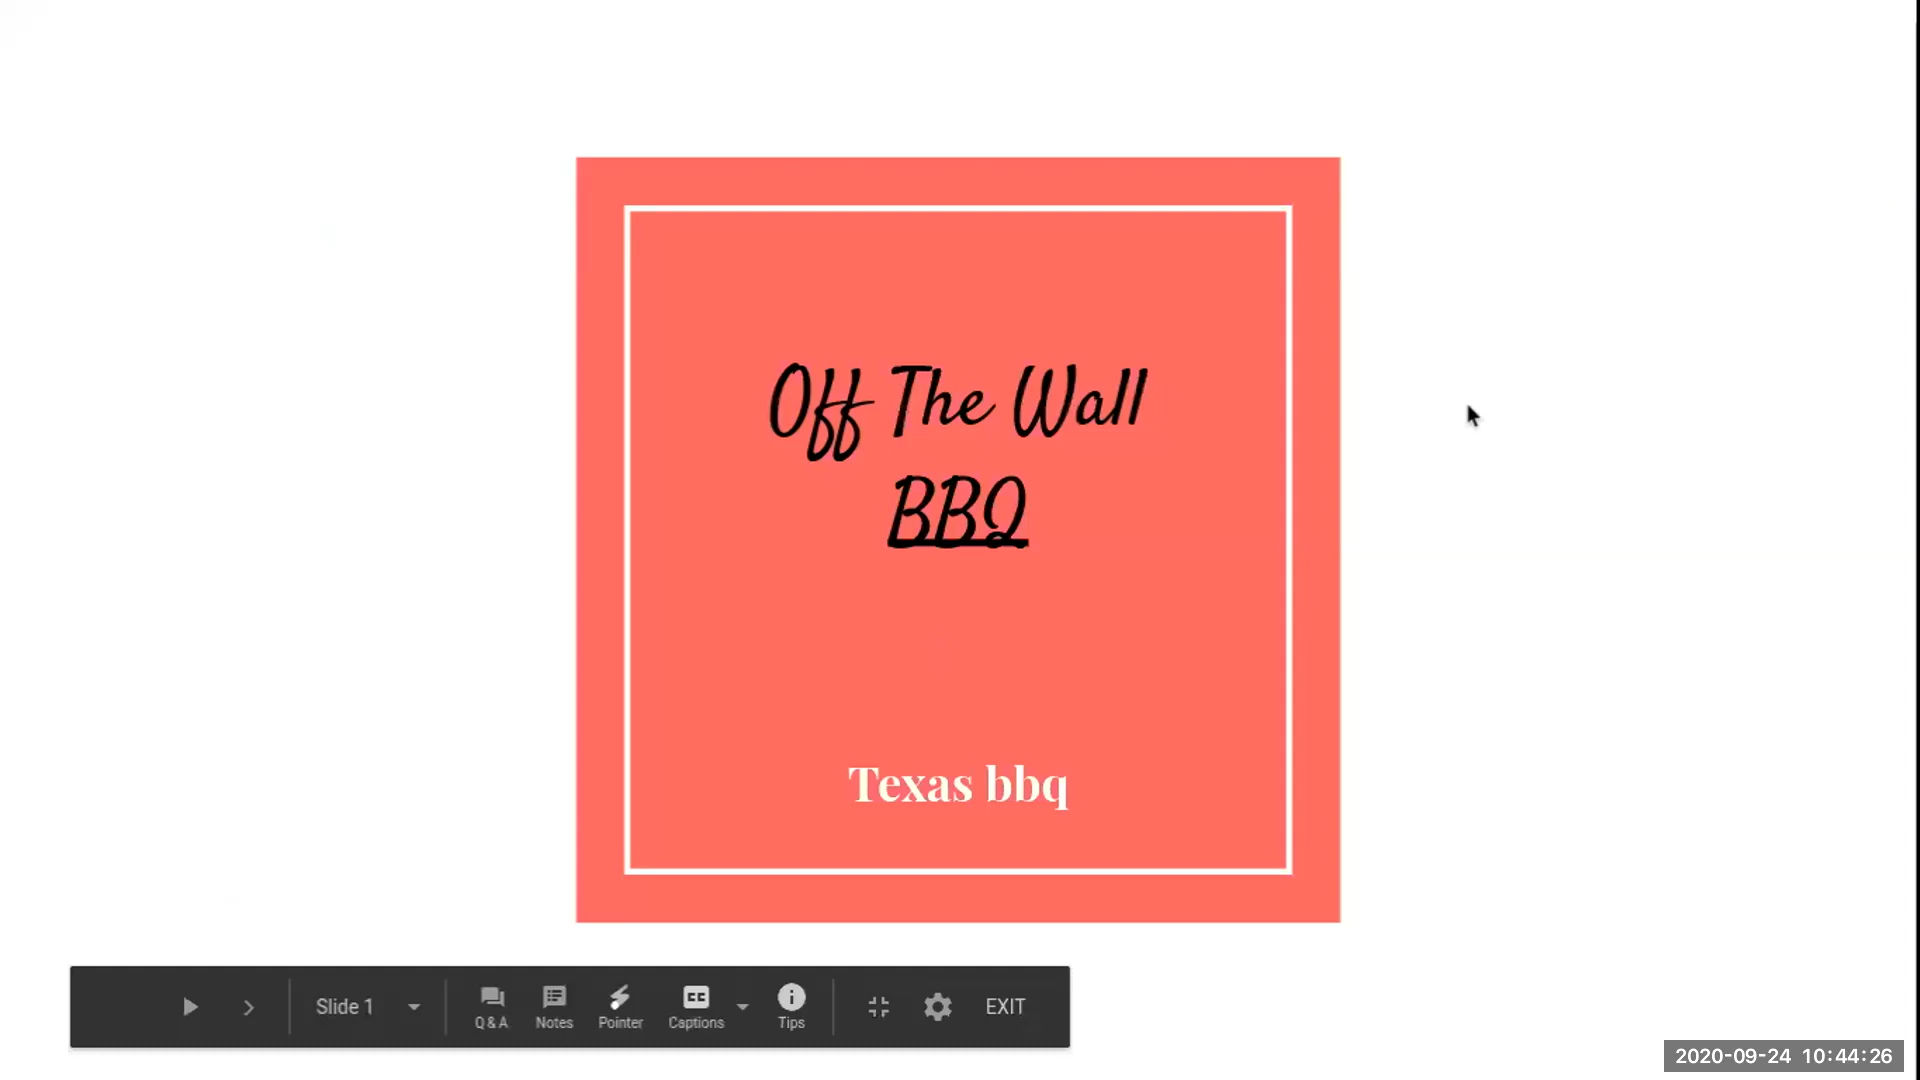 Off The Wall
BBQ
Texas bbq
Slide 1
Q&A
Notes
Pointer
CC
Captions
Tips
EXIT
2020-09-24 10:44:26